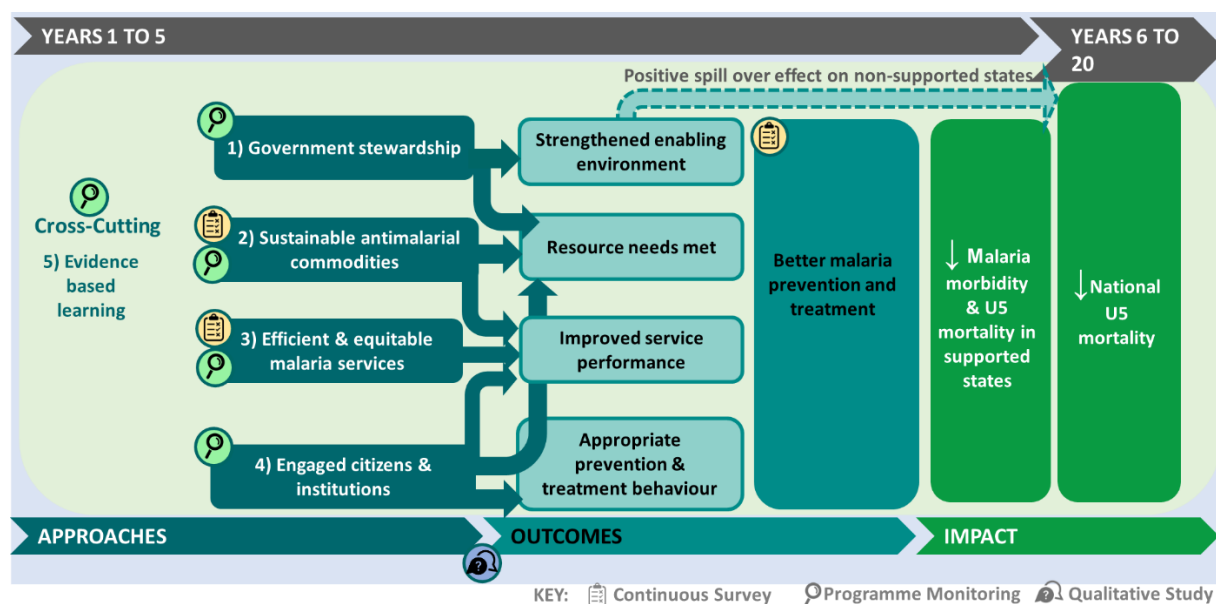 YEARS 1 TO 5
YEARS 6 TO
20
Positive spill over effect on non-supported states
1) Government stewardship
Strengthened enabling
environment
Cross-Cutting
5) Evidence
based
learning
2) Sustainable antimalarial
commodities
Resource needs met
3) Efficient & equitable
malaria services
Improved service
performance
4) Engaged citizens &
institutions
Appropriate
prevention &
treatment behaviour
Better malaria
prevention and
treatment
↓ Malaria
morbidity
& U5
mortality in
supported
states
↓National
U5
mortality
APPROACHES
OUTCOMES
IMPACT
KEY: Continuous Survey Programme Monitoring Qualitative Study